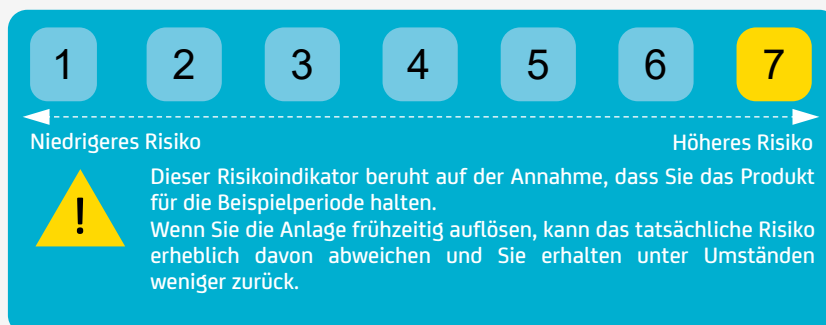 1 2 3 4 5 6 7
Niedrigeres Risiko Höheres Risiko
!
Dieser Risikoindikator beruht auf der Annahme, dass Sie das Produkt
für die Beispielperiode halten.
Wenn Sie die Anlage frühzeitig auflösen, kann das tatsächliche Risiko
erheblich davon abweichen und Sie erhalten unter Umständen
weniger zurück.